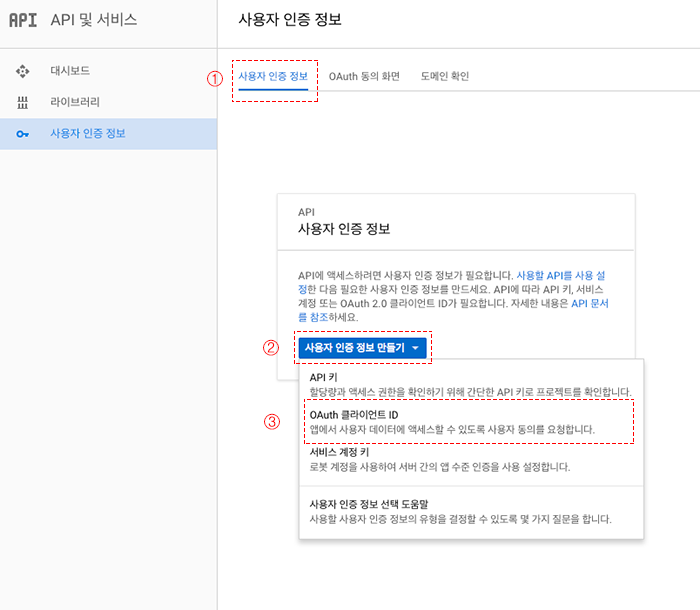 API API 및 서비스
사용자 인증 정보
대시보드
라이브러리
사용자 인증 정보
① 사용자 인증 정보 OAuth 동의 화면 도메인 확인
API
사용자 인증 정보
API에 액세스하려면 사용자 인증 정보가 필요합니다. 사용할 API를 사용 설
정한 다음 필요한 사용자 인증 정보를 만드세요. API에 따라 API 키, 서비스
계정 또는 OAuth 2.0 클라이언트 ID가 필요합니다. 자세한 내용은 API 문서
를 참조하세요.
② 사용자 인증 정보 만들기
API 키
할당량과 액세스 권한을 확인하기 위해 간단한 API 키로 프로젝트를 확인합니다.
③ OAuth 클라이언트 ID
앱에서 사용자 데이터에 액세스할 수 있도록 사용자 동의를 요청합니다.
서비스 계정 키
로봇 계정을 사용하여 서버 간의 앱 수준 인증을 사용 설정합니다.
사용자 인증 정보 선택 도움말
사용할 사용자 인증 정보의 유형을 결정할 수 있도록 몇 가지 질문을 합니다.